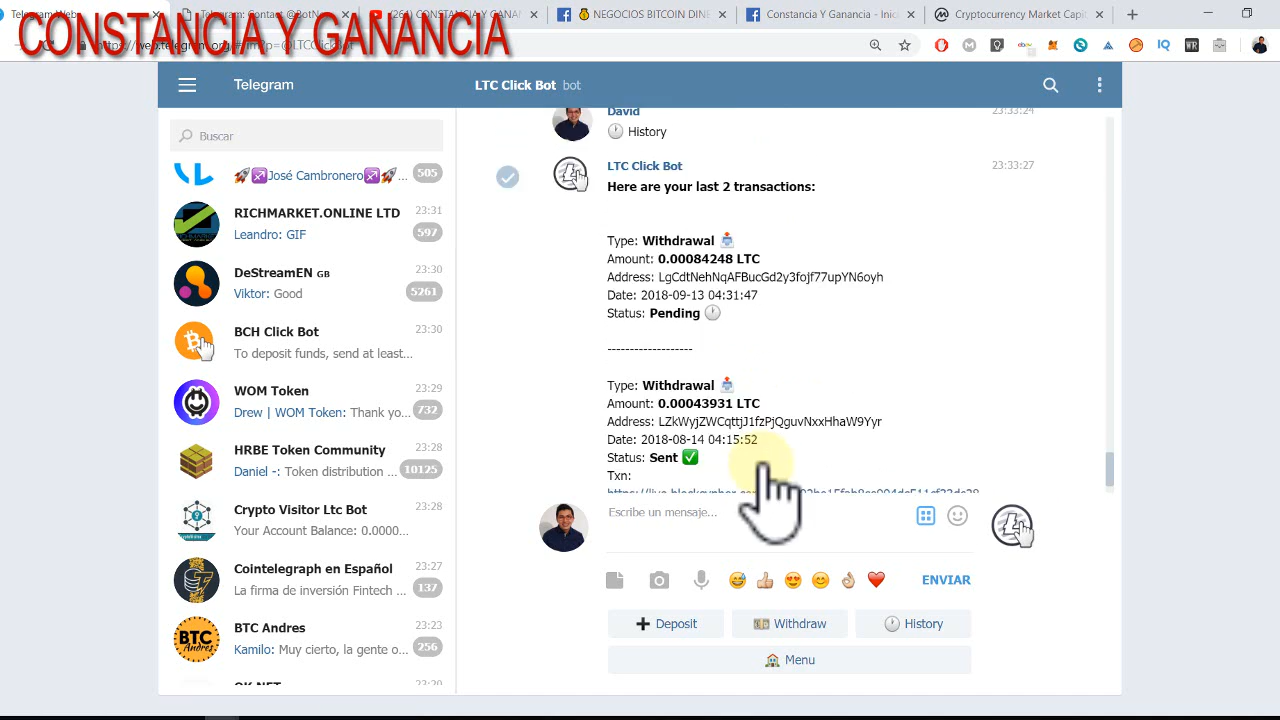 Telegram: Contact @BotN
(264) CONSTANCIA Y GANA
NEGOCIOS BITCOIN DINE
Constancia Y Ganancia - Inic
Cryptocurrency Market Capi
CONSTANCIA Y GANANCIA
Telegram
LTC Click Bot bot
Buscar
José Cambronero ... 505
RICHMARKET.ONLINE LTD 23:31
Leandro: GIF 597
DeStreamEN GB 23:30
Viktor: Good 5261
BCH Click Bot 23:30
To deposit funds, send at least...
WOM Token 23:29
Drew | WOM Token: Thank yo... 732
HRBE Token Community 23:28
Daniel -: Token distribution ... 10125
Crypto Visitor Ltc Bot 23:28
Your Account Balance: 0.0000...
Cointelegraph en Español 23:27
La firma de inversión Fintech ... 137
BTC Andres 23:23
Kamilo: Muy cierto, la gente o... 256
David 23:33:24
History
LTC Click Bot 23:33:27
Here are your last 2 transactions:
Type: Withdrawal
Amount: 0.00084248 LTC
Address: LgCdtNehNqAFBucGd2y3fojf77upYN6oyh
Date: 2018-09-13 04:31:47
Status: Pending
-------------------
Type: Withdrawal
Amount: 0.00043931 LTC
Address: LZkWyjZWCqttjJ1fzPjQguvNxxHhaW9Yyr
Date: 2018-08-14 04:15:52
Status: Sent
Txn:
Escribe un mensaje...
ENVIAR
Deposit
Withdraw
History
Menu